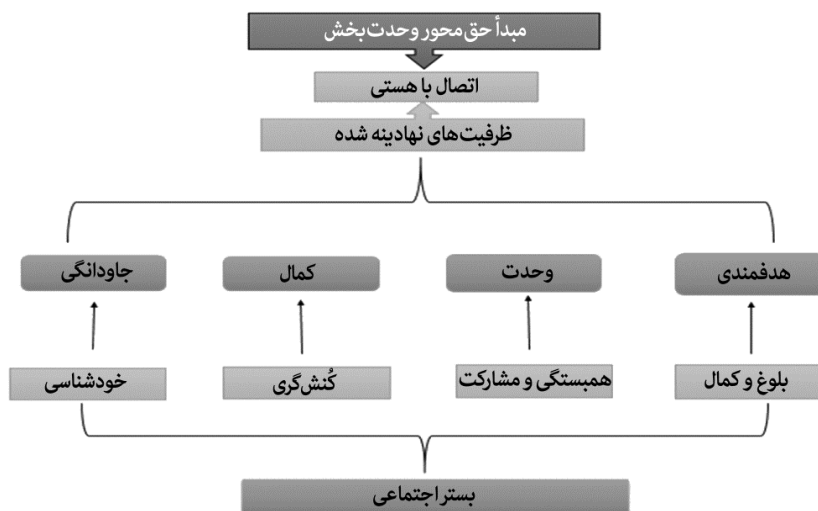 مبدأ حق‌محور وحدت‌بخش
اتصال با هستی
ظرفیت‌های نهادینه شده
هدفمندی
وحدت
کمال
جاودانگی
بلوغ و کمال
همبستگی و مشارکت
کُنش‌گری
خودشناسی
بستر اجتماعی